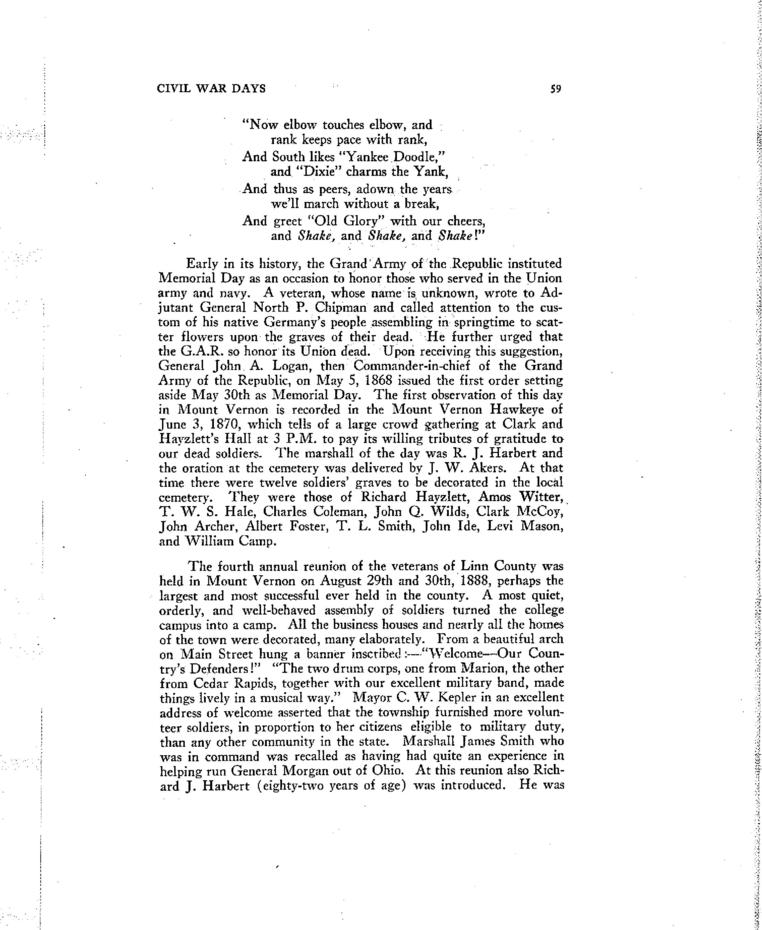 CIVIL WAR DAYS 59
"Now elbow touches elbow, and
rank keeps pace with rank,
And South likes "Yankee Doodle,"
and "Dixie" charms the Yank,
And thus as peers, adown the years
we'll march without a break,
And greet "Old Glory" with our cheers,
and Shake, and Shake, and Shake!"
Early in its history, the Grand Army of the Republic instituted
Memorial Day as an occasion to honor those who served in the Union
army and navy. A veteran, whose name is unknown, wrote to Ad-
jutant General North P. Chipman and called attention to the cus-
tom of his native Germany's people assembling in springtime to scat-
ter flowers upon the graves of their dead. He further urged that
the G.A.R. so honor its Union dead. Upon receiving this suggestion,
General John A. Logan, then Commander-in-chief of the Grand
Army of the Republic, on May 5, 1868 issued the first order setting
aside May 30th as Memorial Day. The first observation of this day
in Mount Vernon is recorded in the Mount Vernon Hawkeye of
June 3, 1870, which tells of a large crowd gathering at Clark and
Hayzlett's Hall at 3 P.M. to pay its willing tributes of gratitude to
our dead soldiers. The marshall of the day was R. J. Harbert and
the oration at the cemetery was delivered by J. W. Akers. At that
time there were twelve soldiers' graves to be decorated in the local
cemetery. They were those of Richard Hayzlett, Amos Witter,
T. W. S. Hale, Charles Coleman, John Q. Wilds, Clark McCoy,
John Archer, Albert Foster, T. L. Smith, John Ide, Levi Mason,
and William Camp.
The fourth annual reunion of the veterans of Linn County was
held in Mount Vernon on August 29th and 30th, 1888, perhaps the
largest and most successful ever held in the county. A most quiet,
orderly, and well-behaved assembly of soldiers turned the college
campus into a camp. All the business houses and nearly all the homes
of the town were decorated, many elaborately. From a beautiful arch
on Main Street hung a banner inscribed:—"Welcome—Our Coun-
try's Defenders!" "The two drum corps, one from Marion, the other
from Cedar Rapids, together with our excellent military band, made
things lively in a musical way." Mayor C. W. Kepler in an excellent
address of welcome asserted that the township furnished more volun-
teer soldiers, in proportion to her citizens eligible to military duty,
than any other community in the state. Marshall James Smith who
was in command was recalled as having had quite an experience in
helping run General Morgan out of Ohio. At this reunion also Rich-
ard J. Harbert (eighty-two years of age) was introduced. He was